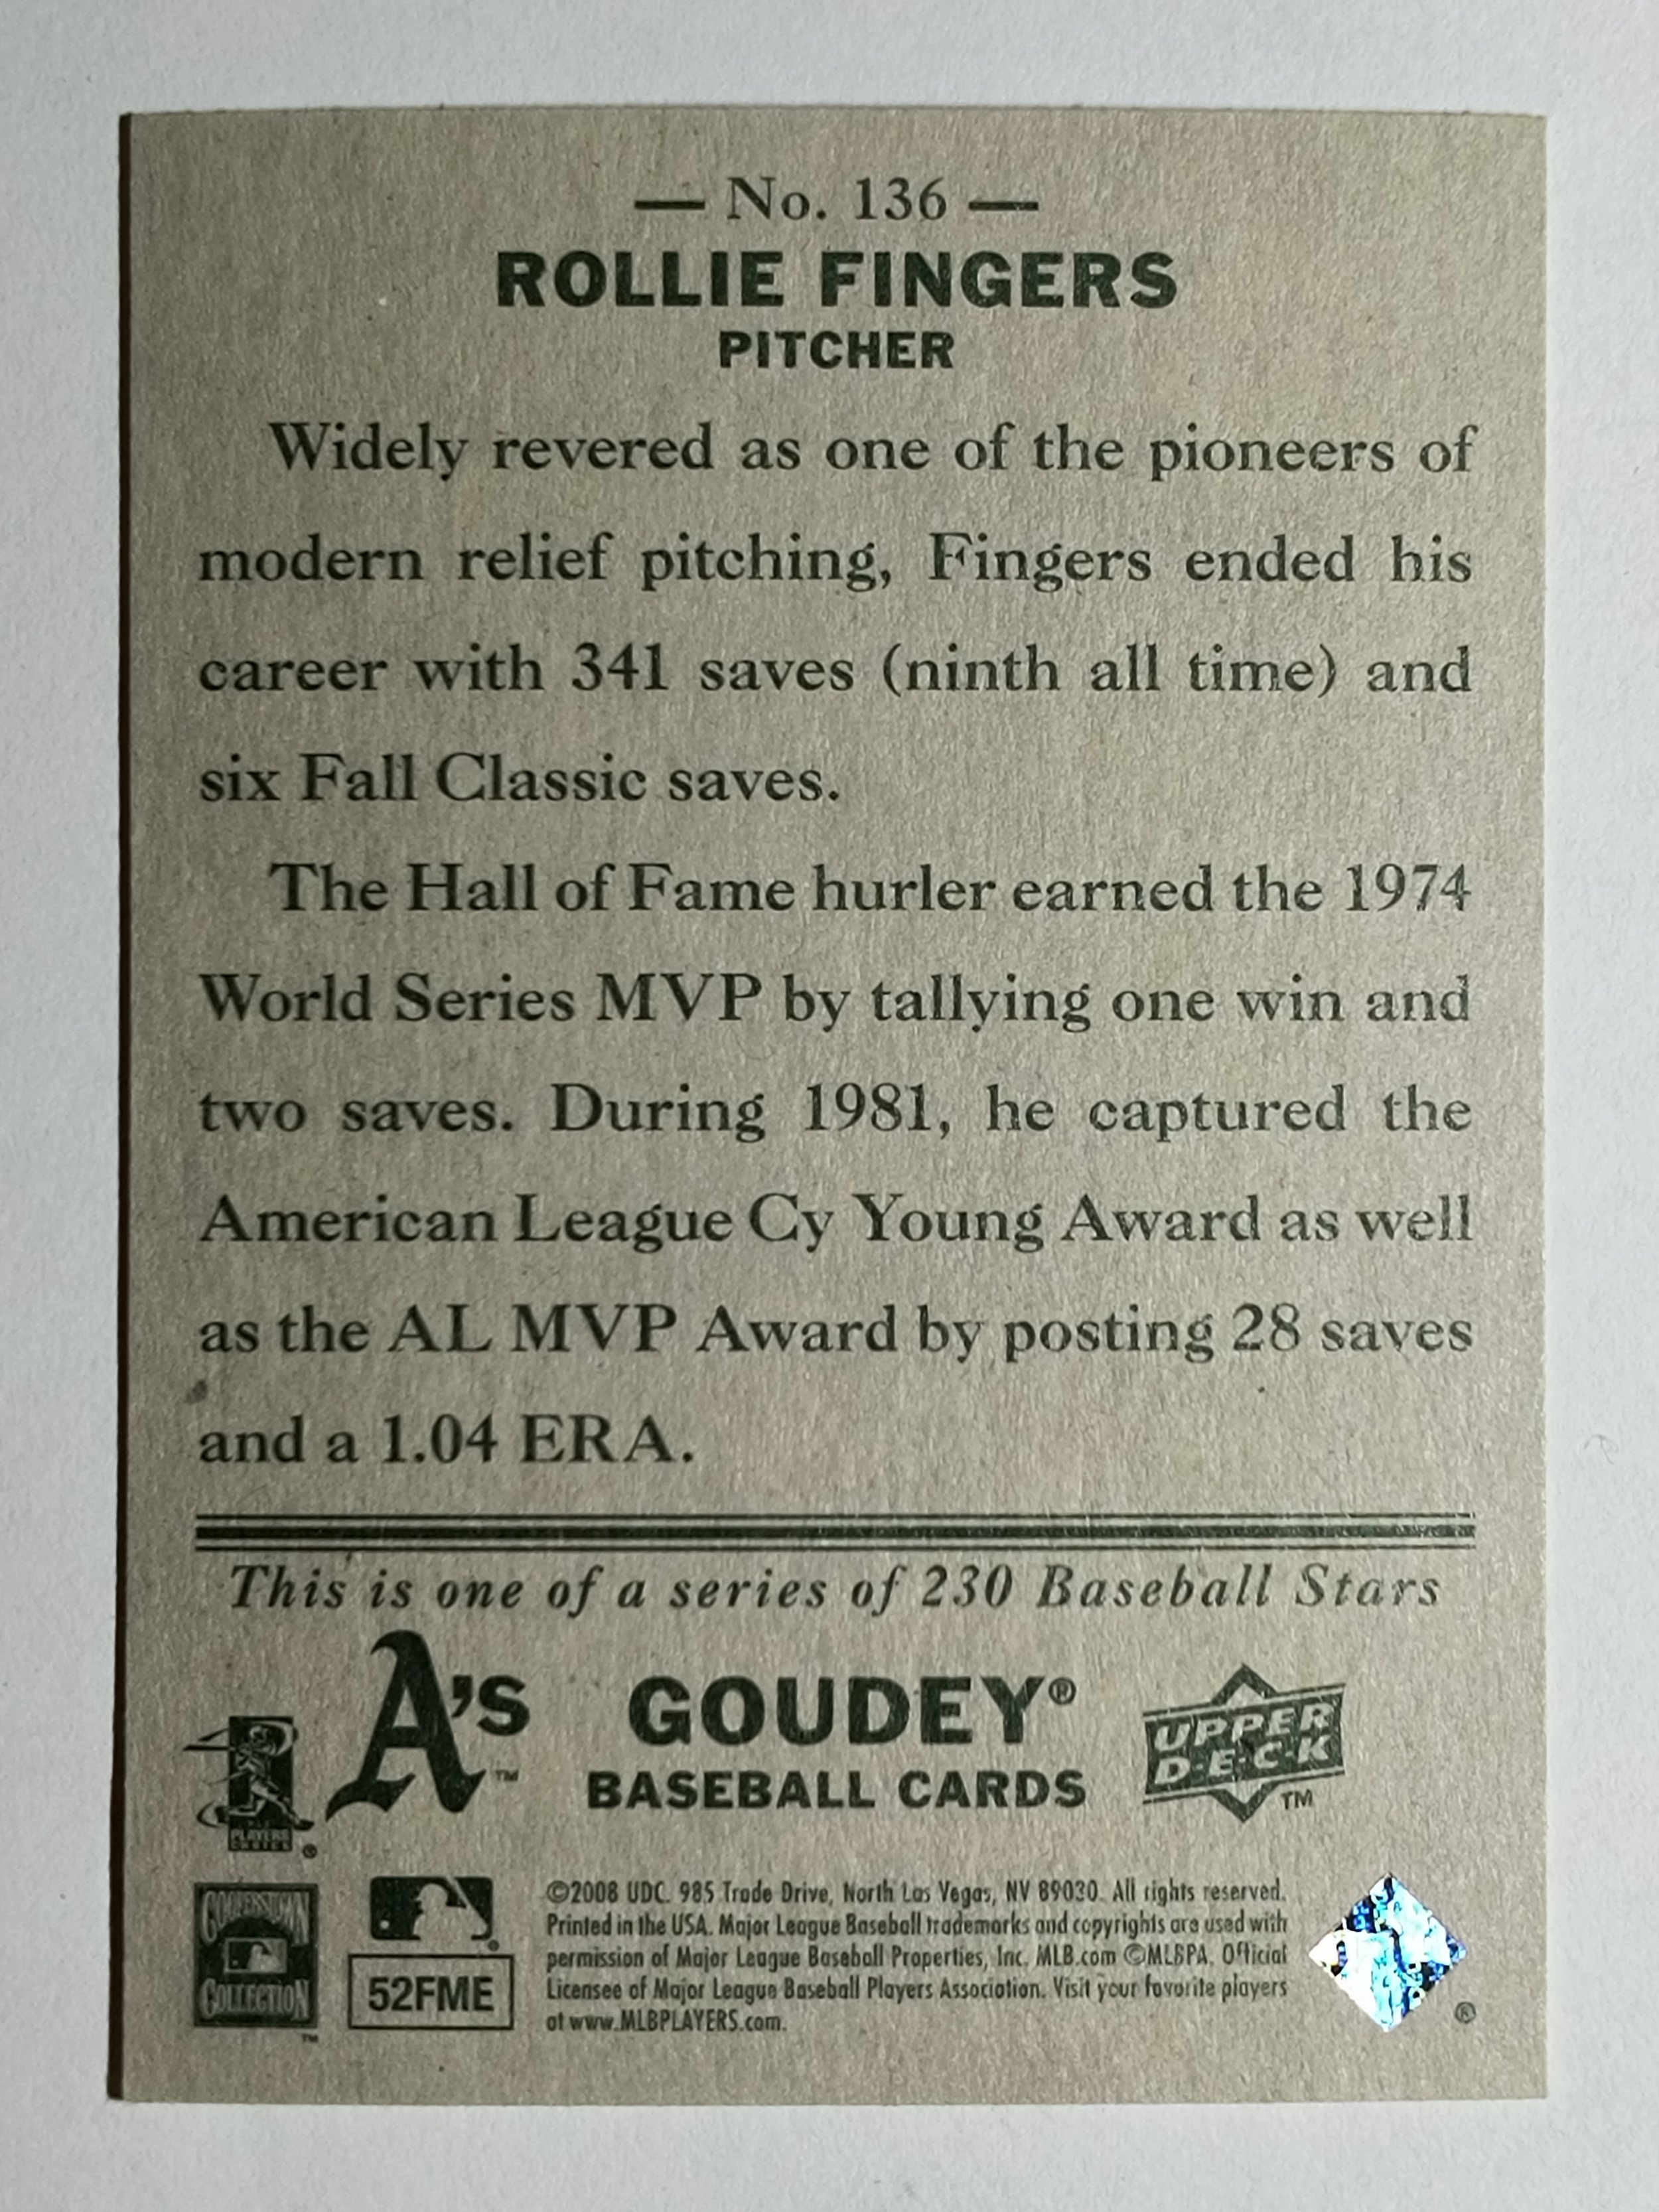 — No. 136 —
ROLLIE FINGERS
PITCHER
Widely revered as one of the pioneers of
modern relief pitching, Fingers ended his
career with 341 saves (ninth all time) and
six Fall Classic saves.
The Hall of Fame hurler earned the 1974
World Series MVP by tallying one win and
two saves. During 1981, he captured the
American League Cy Young Award as well
as the AL MVP Award by posting 28 saves
and a 1.04 ERA.
This is one of a series of 230 Baseball Stars
PLAYERS
CHOICE ®
A's ™
GOUDEY®
BASEBALL CARDS
UPPER
D·E·C·K ™
COOPERSTOWN
COLLECTION ™
®
52FME
©2008 UDC. 985 Trade Drive, North Las Vegas, NV 89030. All rights reserved.
Printed in the USA. Major League Baseball trademarks and copyrights are used with
permission of Major League Baseball Properties, Inc. MLB.com ©MLBPA. Official
Licensee of Major League Baseball Players Association. Visit your favorite players
at www.MLBPLAYERS.com.
®